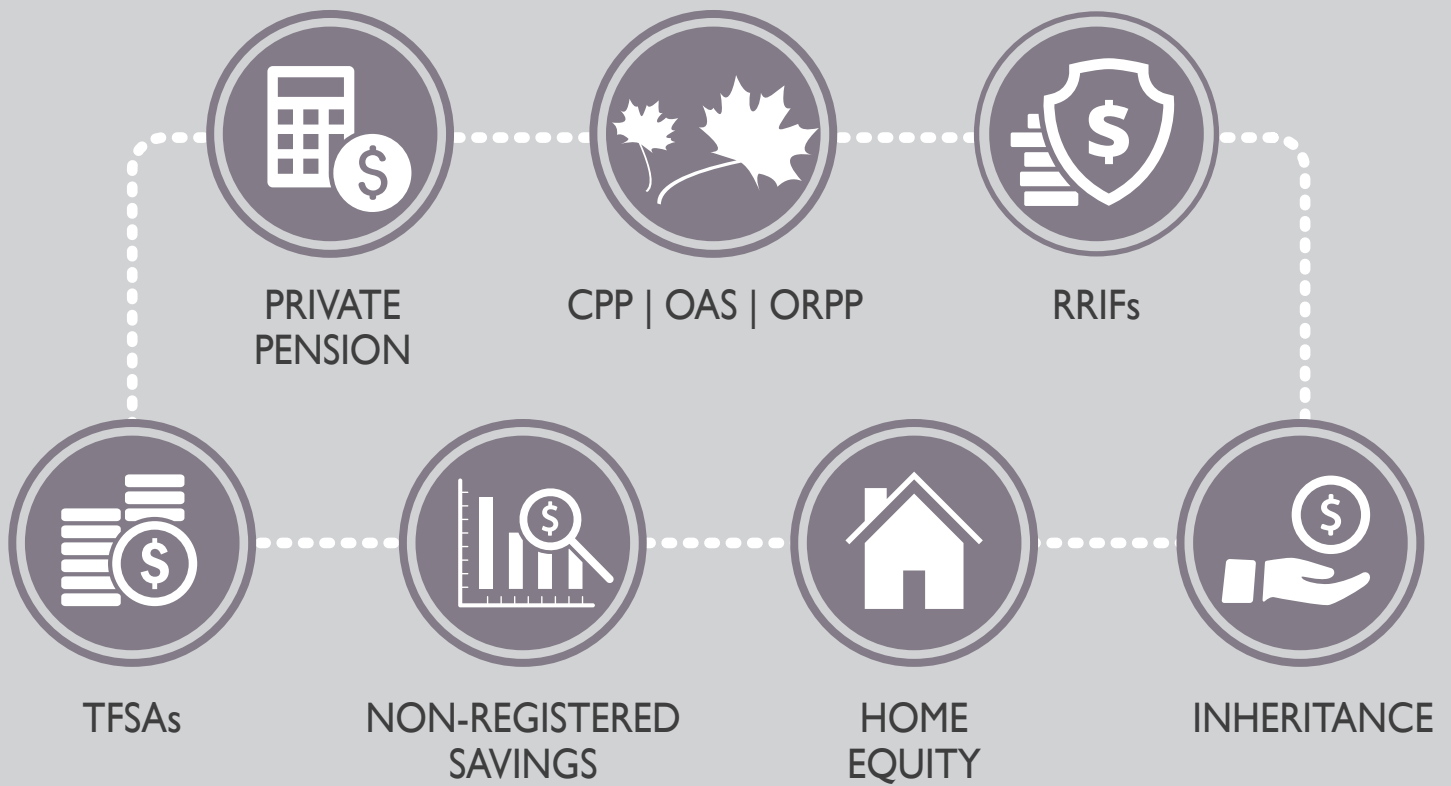 $
$
PRIVATE
PENSION
CPP | OAS | ORPP
RRIFs
$
$
$
TFSAs
NON-REGISTERED
SAVINGS
HOME
EQUITY
INHERITANCE